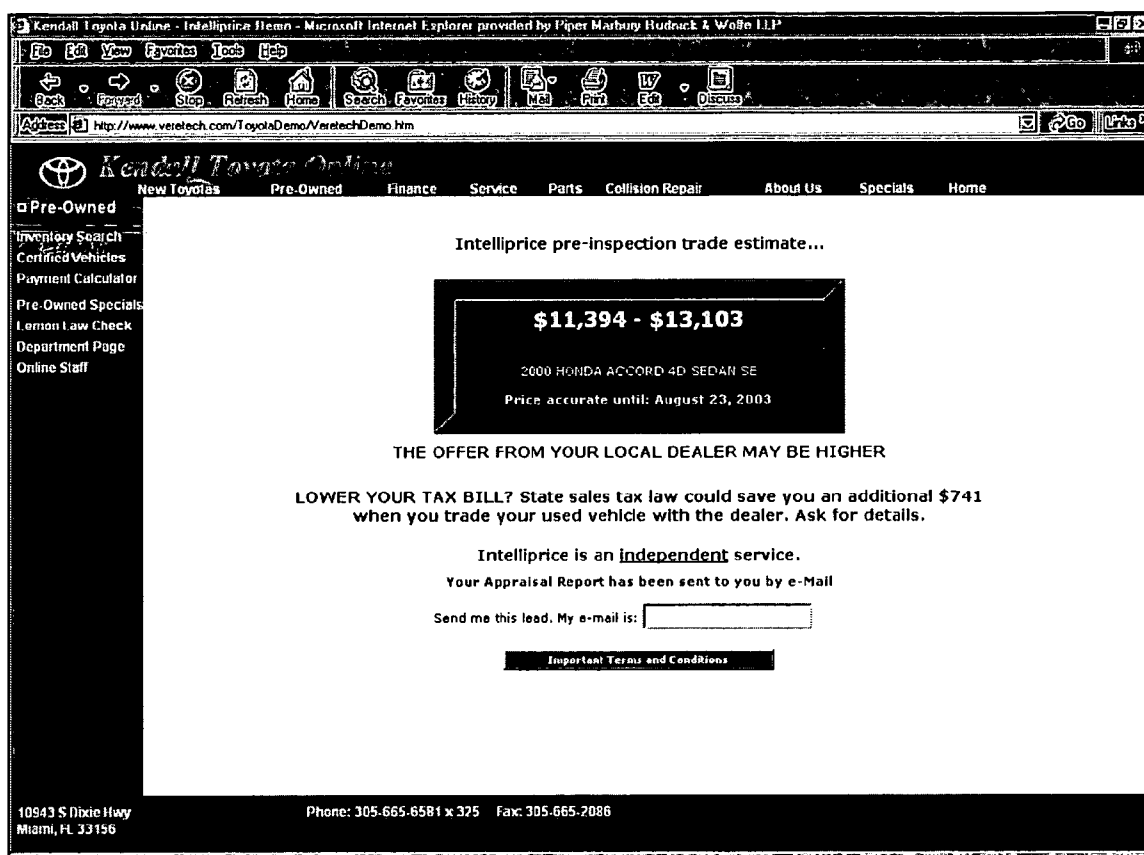 Kendall Toyota Online - Intelliprice Demo - Microsoft Internet Explorer provided by Piper Marbury Rudnick & Wolfe LLP
File Edit View Favorites Tools Help
Back Forward Stop Refresh Home Search Favorites History Mail Print Edit Discuss
Address http://www.veretech.com/ToyotaDemo/VeretechDemo.htm Go Links
Kendall Toyota Online
New Toyotas Pre-Owned Finance Service Parts Collision Repair About Us Specials Home
Pre-Owned
Inventory Search
Certified Vehicles
Payment Calculator
Pre-Owned Specials
Lemon Law Check
Department Page
Online Staff
Intelliprice pre-inspection trade estimate...
$11,394 - $13,103
2000 HONDA ACCORD 4D SEDAN SE
Price accurate until: August 23, 2003
THE OFFER FROM YOUR LOCAL DEALER MAY BE HIGHER
LOWER YOUR TAX BILL? State sales tax law could save you an additional $741
when you trade your used vehicle with the dealer. Ask for details.
Intelliprice is an independent service.
Your Appraisal Report has been sent to you by e-Mail
Send me this lead. My e-mail is:
Important Terms and Conditions
10943 S Dixie Hwy Phone: 305-665-6581 x 325 Fax: 305-665-2086
Miami, FL 33156